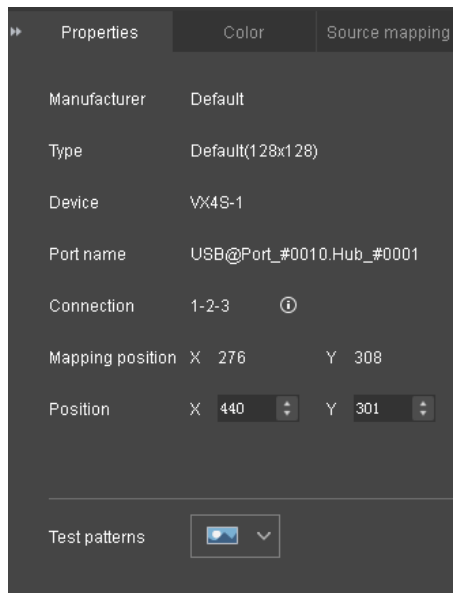 Properties Color Source mapping
Manufacturer Default
Type Default(128x128)
Device VX4S-1
Port name USB@Port_#0010.Hub_#0001
Connection 1-2-3
Mapping position X 276 Y 308
Position X 440 Y 301
Test patterns